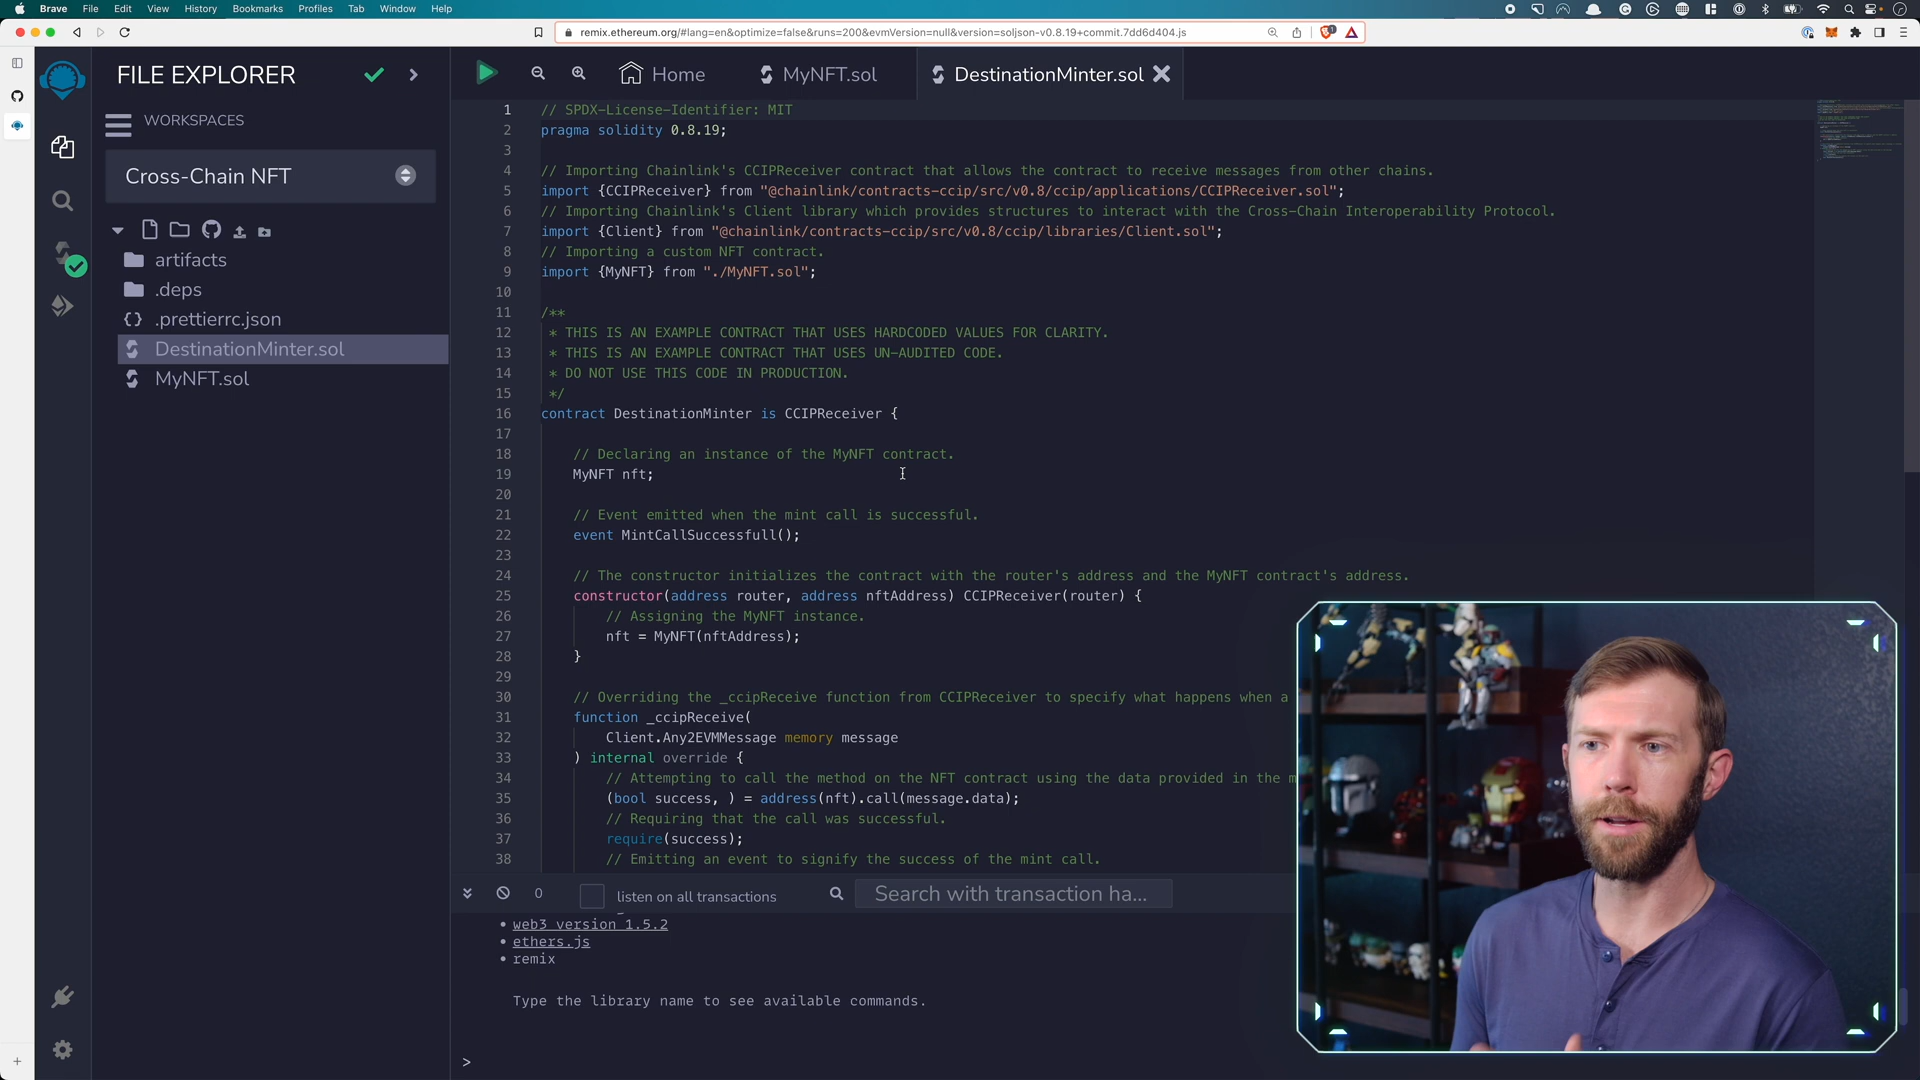 Brave File Edit View History Bookmarks Profiles Tab Window Help
remix.ethereum.org/#lang=en&optimize=false&runs=200&evmVersion=null&version=soljson-v0.8.19+commit.7dd6d404.js
FILE EXPLORER
Home
MyNFT.sol
DestinationMinter.sol
WORKSPACES
Cross-Chain NFT
artifacts
.deps
.prettierrc.json
DestinationMinter.sol
MyNFT.sol
1 // SPDX-License-Identifier: MIT
2 pragma solidity 0.8.19;
3
4 // Importing Chainlink's CCIPReceiver contract that allows the contract to receive messages from other chains.
5 import {CCIPReceiver} from "@chainlink/contracts-ccip/src/v0.8/ccip/applications/CCIPReceiver.sol";
6 // Importing Chainlink's Client library which provides structures to interact with the Cross-Chain Interoperability Protocol.
7 import {Client} from "@chainlink/contracts-ccip/src/v0.8/ccip/libraries/Client.sol";
8 // Importing a custom NFT contract.
9 import {MyNFT} from "./MyNFT.sol";
10
11 /**
12 * THIS IS AN EXAMPLE CONTRACT THAT USES HARDCODED VALUES FOR CLARITY.
13 * THIS IS AN EXAMPLE CONTRACT THAT USES UN-AUDITED CODE.
14 * DO NOT USE THIS CODE IN PRODUCTION.
15 */
16 contract DestinationMinter is CCIPReceiver {
17
18 // Declaring an instance of the MyNFT contract.
19 MyNFT nft;
20
21 // Event emitted when the mint call is successful.
22 event MintCallSuccessfull();
23
24 // The constructor initializes the contract with the router's address and the MyNFT contract's address.
25 constructor(address router, address nftAddress) CCIPReceiver(router) {
26 // Assigning the MyNFT instance.
27 nft = MyNFT(nftAddress);
28 }
29
30 // Overriding the _ccipReceive function from CCIPReceiver to specify what happens when a
31 function _ccipReceive(
32 Client.Any2EVMMessage memory message
33 ) internal override {
34 // Attempting to call the method on the NFT contract using the data provided in the m
35 (bool success, ) = address(nft).call(message.data);
36 // Requiring that the call was successful.
37 require(success);
38 // Emitting an event to signify the success of the mint call.
0
listen on all transactions
Search with transaction ha...
• web3 version 1.5.2
• ethers.js
• remix
Type the library name to see available commands.
>